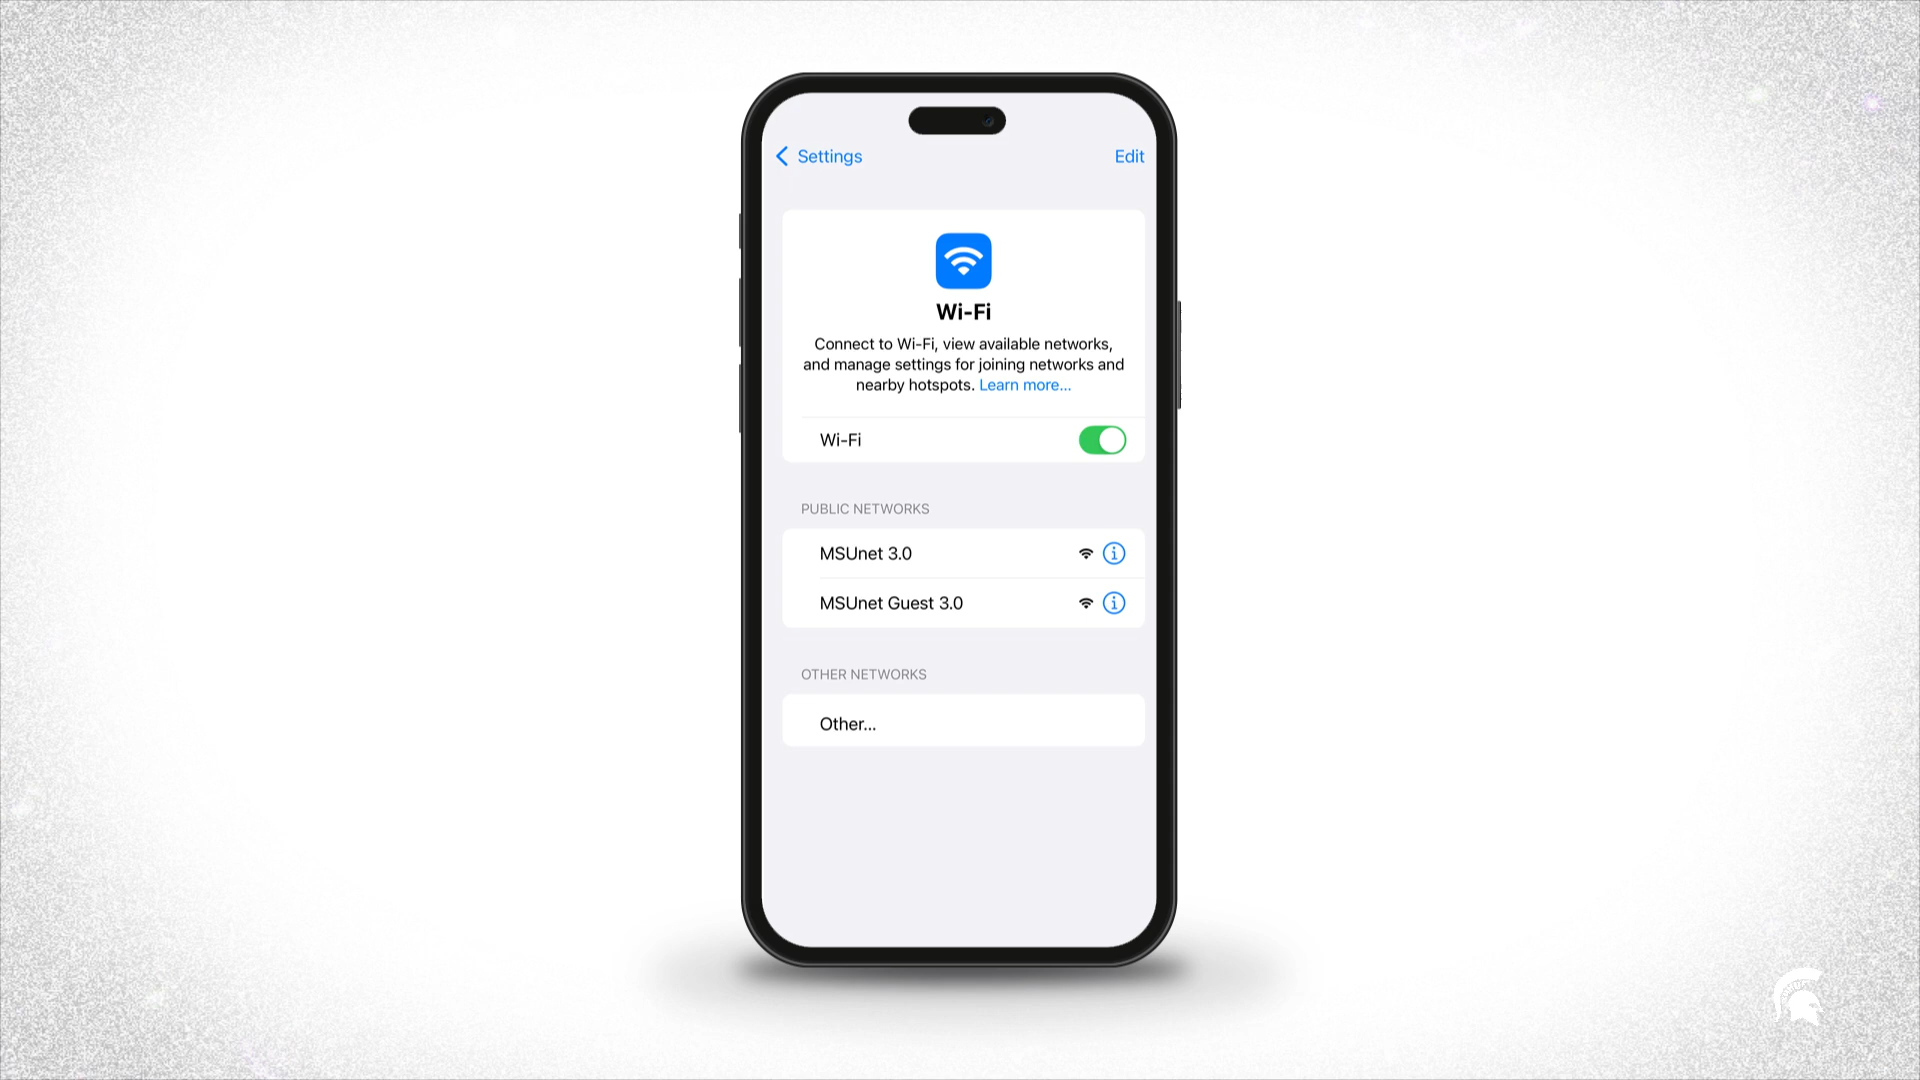 Settings
Edit
Wi-Fi
Connect to Wi-Fi, view available networks,
and manage settings for joining networks and
nearby hotspots. Learn more...
Wi-Fi
PUBLIC NETWORKS
MSUnet 3.0
MSUnet Guest 3.0
OTHER NETWORKS
Other...